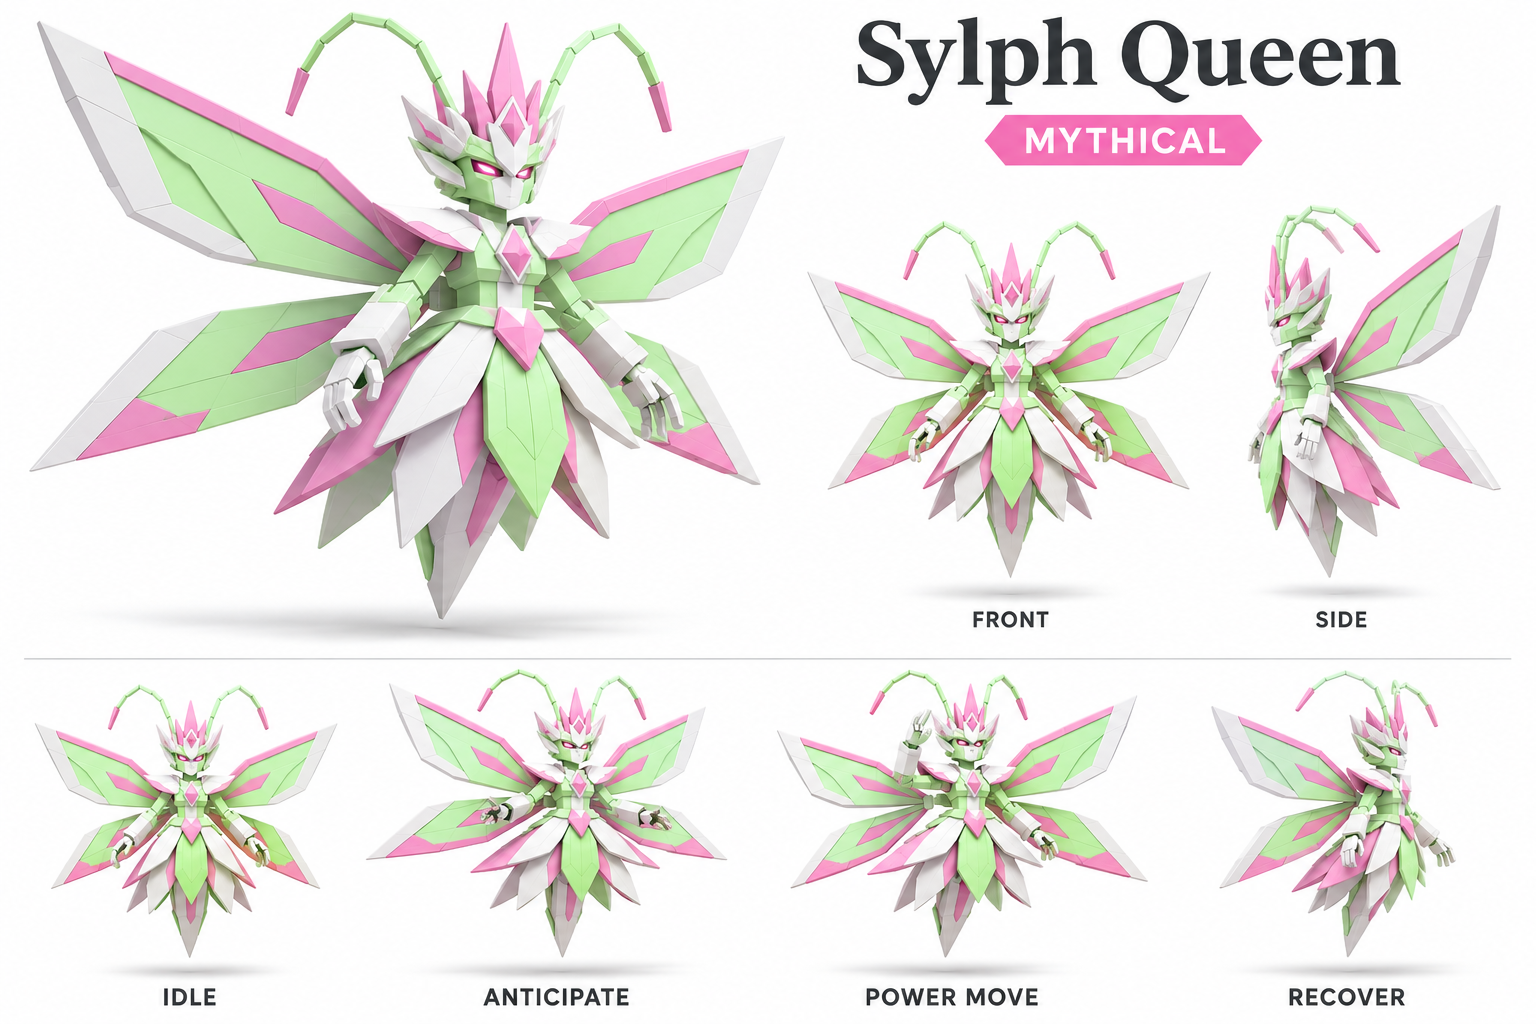 Sylph Queen
MYTHICAL
FRONT
SIDE
IDLE
ANTICIPATE
POWER MOVE
RECOVER